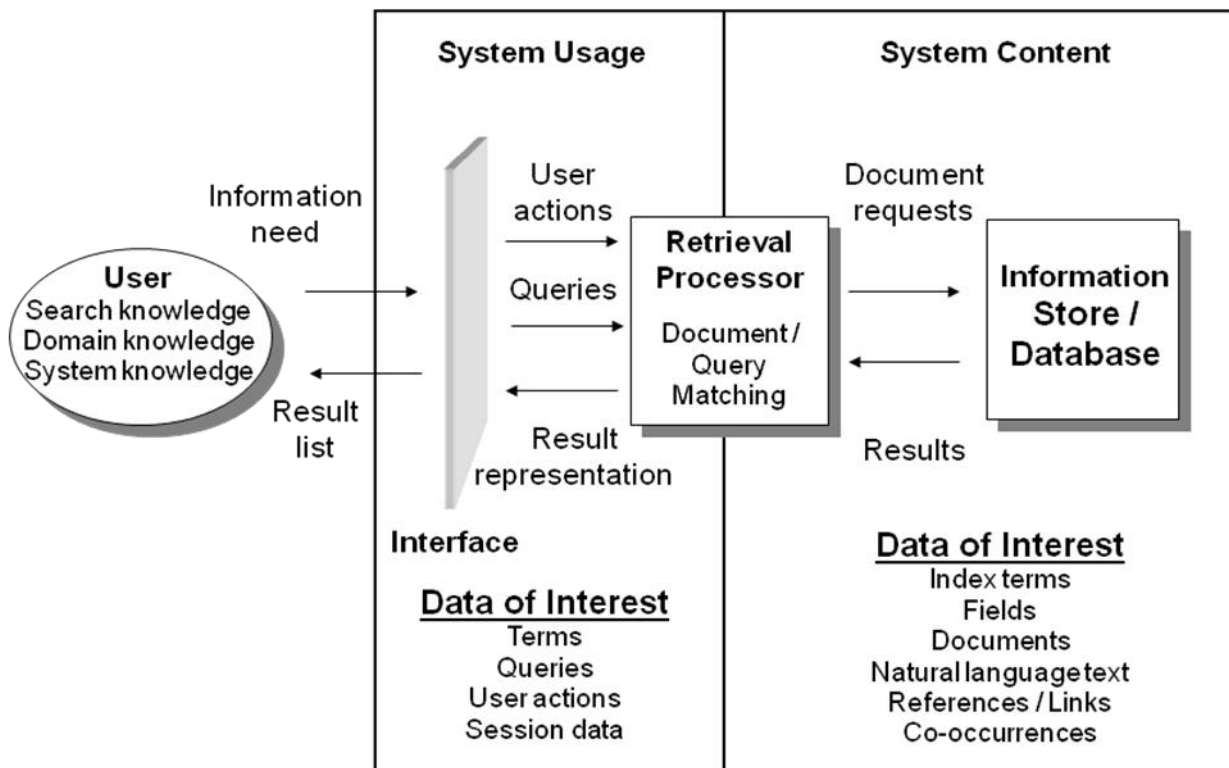 System Usage
System Content
Information
need
User
actions
Document
requests
User
Search knowledge
Domain knowledge
System knowledge
Queries
Retrieval
Processor
Document /
Query
Matching
Information
Store /
Database
Result
list
Result
representation
Results
Interface
Data of Interest
Terms
Queries
User actions
Session data
Data of Interest
Index terms
Fields
Documents
Natural language text
References / Links
Co-occurrences